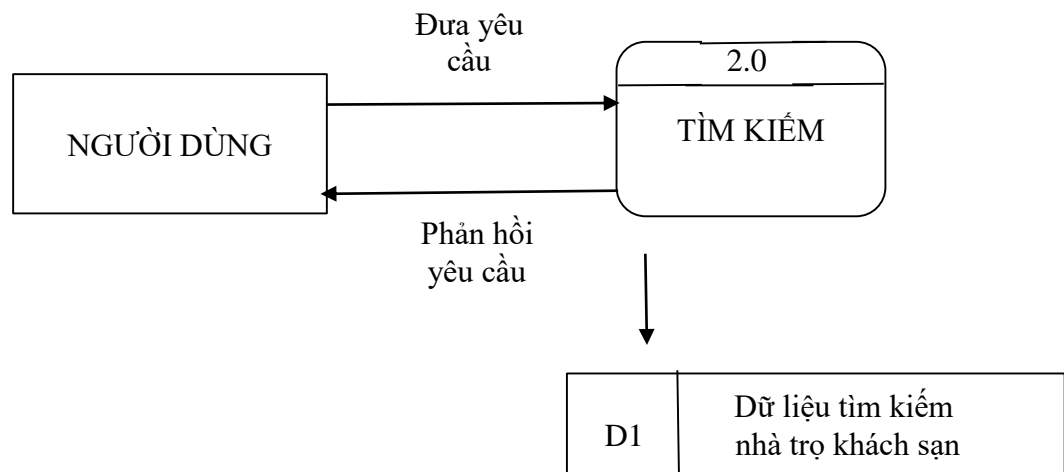 Đưa yêu
cầu
2.0
NGƯỜI DÙNG
TÌM KIẾM
Phản hồi
yêu cầu
D1
Dữ liệu tìm kiếm
nhà trọ khách sạn